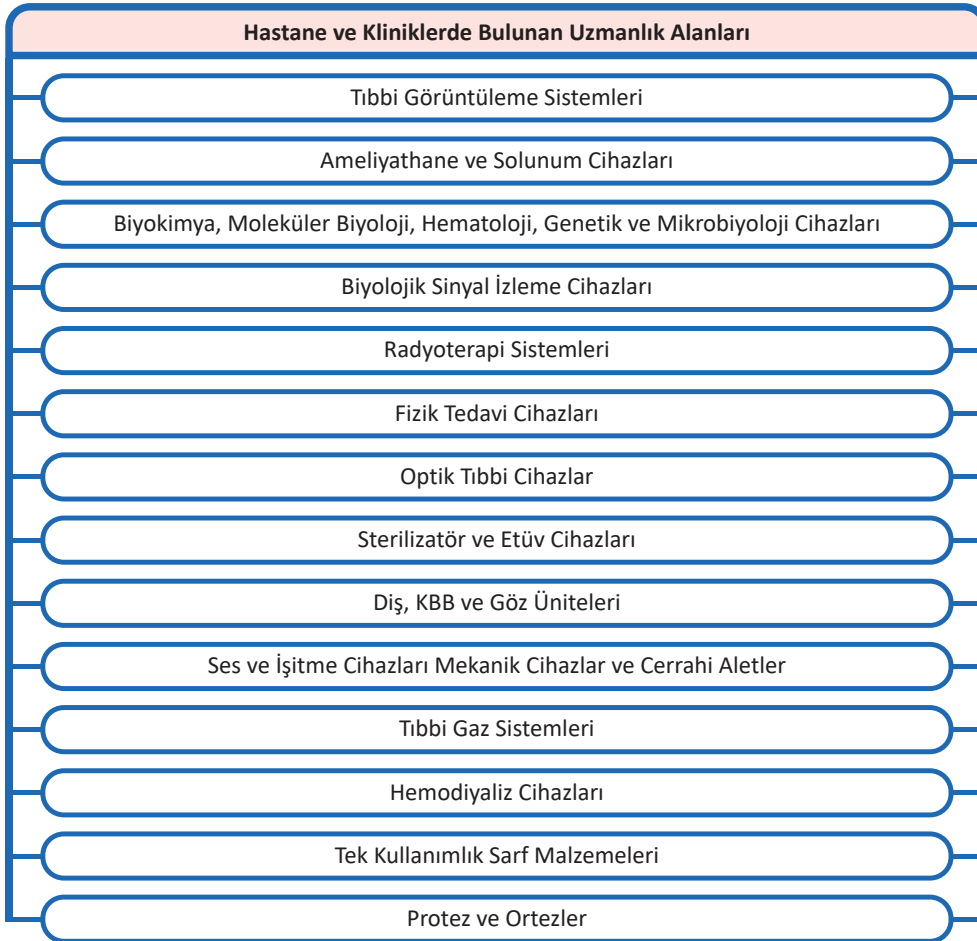 Hastane ve Kliniklerde Bulunan Uzmanlık Alanları
Tıbbi Görüntüleme Sistemleri
Ameliyathane ve Solunum Cihazları
Biyokimya, Moleküler Biyoloji, Hematoloji, Genetik ve Mikrobiyoloji Cihazları
Biyolojik Sinyal İzleme Cihazları
Radyoterapi Sistemleri
Fizik Tedavi Cihazları
Optik Tıbbi Cihazlar
Sterilizatör ve Etüv Cihazları
Diş, KBB ve Göz Üniteleri
Ses ve İşitme Cihazları Mekanik Cihazlar ve Cerrahi Aletler
Tıbbi Gaz Sistemleri
Hemodiyaliz Cihazları
Tek Kullanımlık Sarf Malzemeleri
Protez ve Ortezler